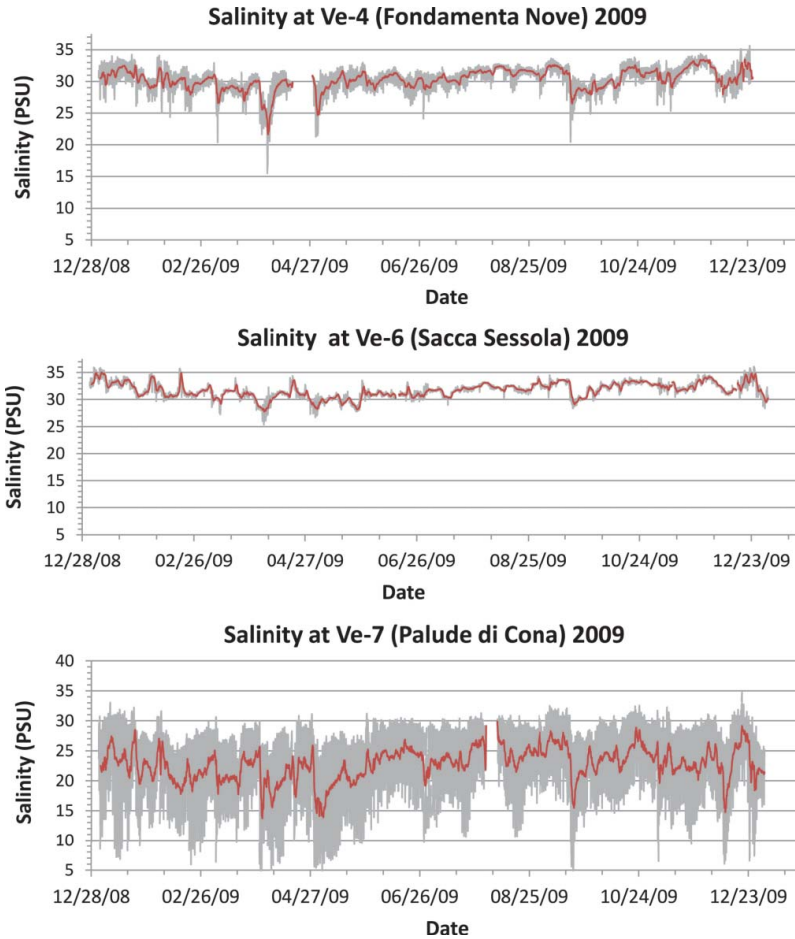 Salinity at Ve-4 (Fondamenta Nove) 2009
Salinity (PSU)
35
30
25
20
15
10
5
12/28/08 02/26/09 04/27/09 06/26/09 08/25/09 10/24/09 12/23/09
Date
Salinity at Ve-6 (Sacca Sessola) 2009
Salinity (PSU)
35
30
25
20
15
10
5
12/28/08 02/26/09 04/27/09 06/26/09 08/25/09 10/24/09 12/23/09
Date
Salinity at Ve-7 (Palude di Cona) 2009
Salinity (PSU)
40
35
30
25
20
15
10
5
12/28/08 02/26/09 04/27/09 06/26/09 08/25/09 10/24/09 12/23/09
Date